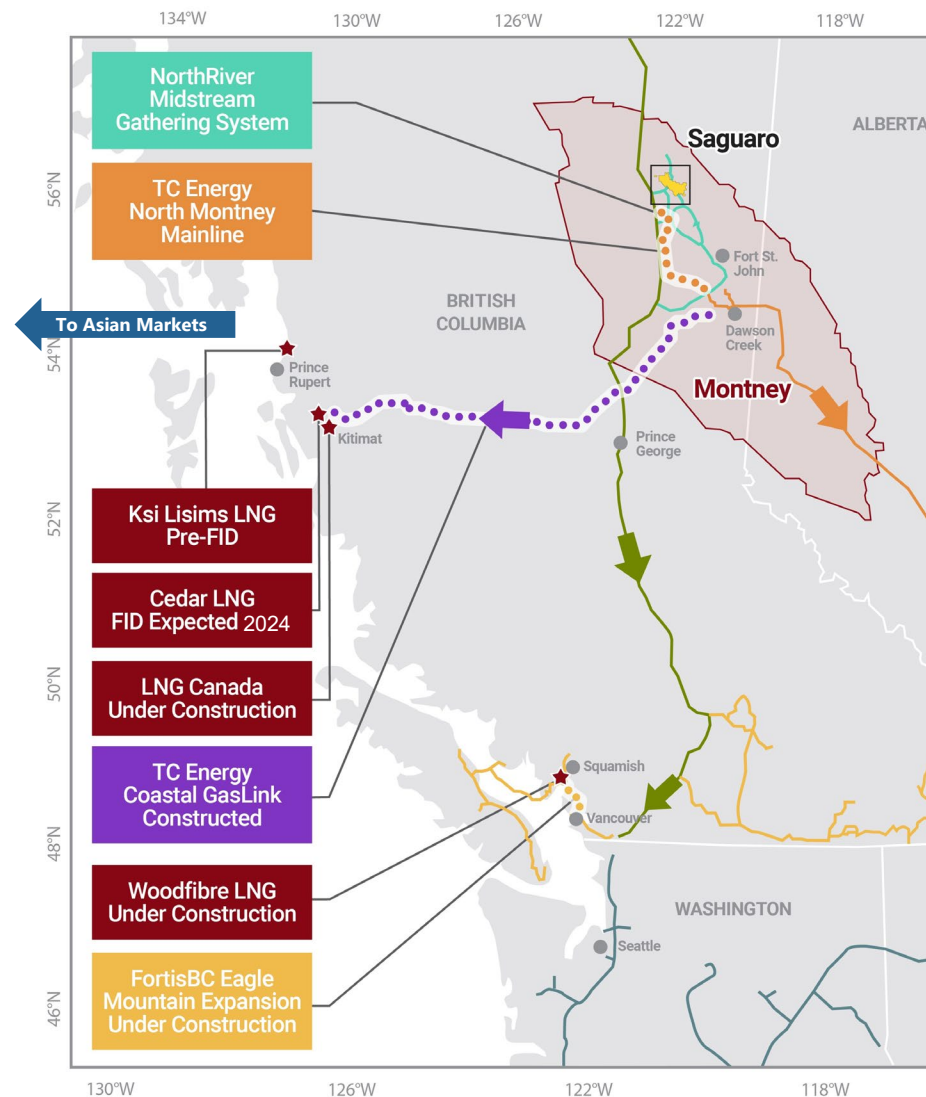 134°W
130°W
126°W
122°W
118°W
NorthRiver
Midstream
Gathering System
ALBERTA
Saguaro
TC Energy
North Montney
Mainline
56°N
Fort St.
John
BRITISH
COLUMBIA
To Asian Markets
Dawson
Creek
54°N
Prince
Rupert
Montney
Kitimat
Prince
George
Ksi Lisims LNG
Pre-FID
52°N
Cedar LNG
FID Expected 2024
LNG Canada
Under Construction
50°N
TC Energy
Coastal GasLink
Constructed
Squamish
Vancouver
48°N
Woodfibre LNG
Under Construction
WASHINGTON
Seattle
FortisBC Eagle
Mountain Expansion
Under Construction
46°N
130°W
126°W
122°W
118°W